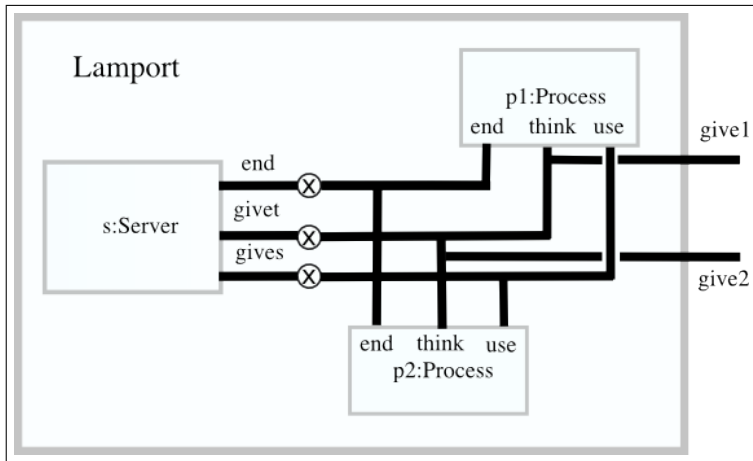 Lamport
p1:Process
end think use
give1
end
X
givet
s:Server
X
gives
X
give2
end think use
p2:Process